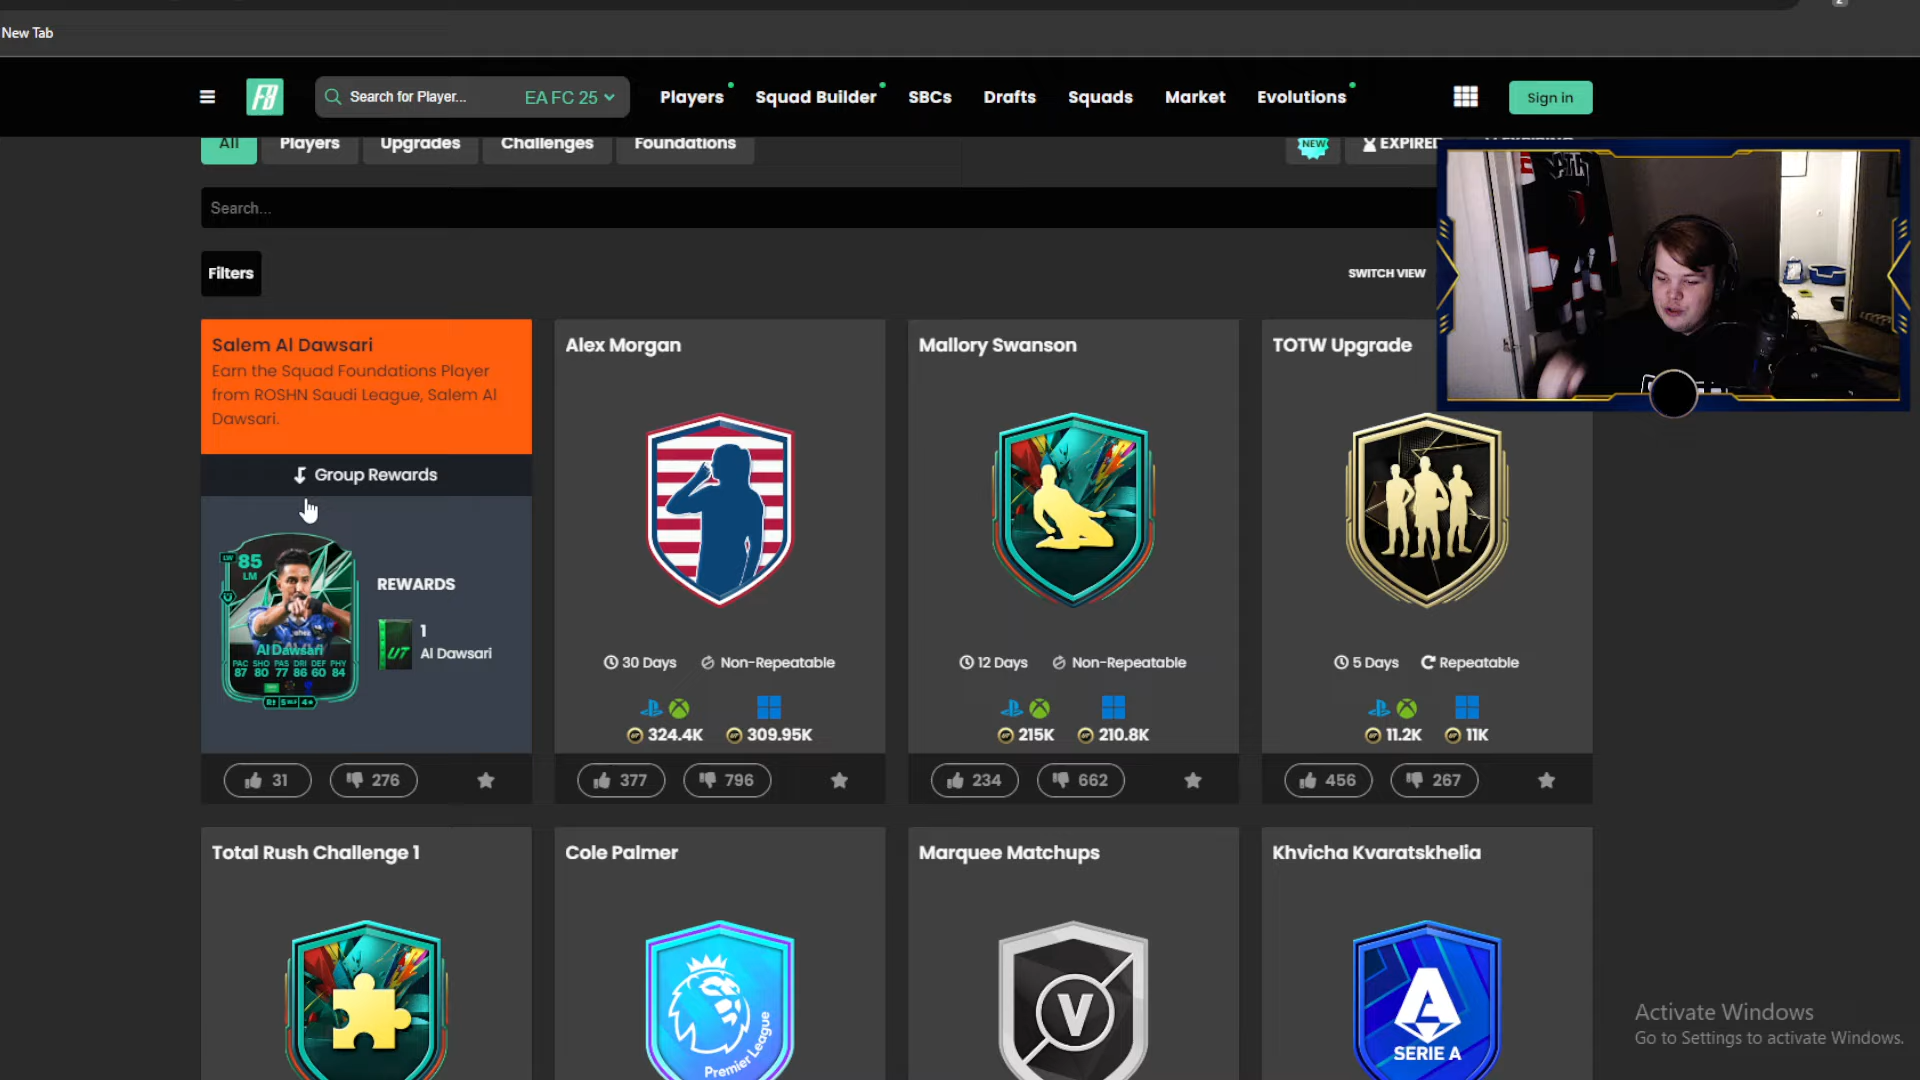 New Tab
FB
Search for Player...
EA FC 25
Players
Squad Builder
SBCs
Drafts
Squads
Market
Evolutions
Sign in
All
Players
Upgrades
Challenges
Foundations
NEW
EXPIRED
Search...
Filters
SWITCH VIEW
Salem Al Dawsari
Earn the Squad Foundations Player
from ROSHN Saudi League, Salem Al
Dawsari.
Group Rewards
LW
85
LM
Al Dawsari
PAC SHO PAS DRI DEF PHY
87 80 77 86 60 84
REWARDS
UT
1
Al Dawsari
31
276
Alex Morgan
30 Days
Non-Repeatable
324.4K
309.95K
377
796
Mallory Swanson
12 Days
Non-Repeatable
215K
210.8K
234
662
TOTW Upgrade
5 Days
Repeatable
11.2K
11K
456
267
Total Rush Challenge 1
Cole Palmer
Premier League
Marquee Matchups
V
Khvicha Kvaratskhelia
SERIE A
Activate Windows
Go to Settings to activate Windows.